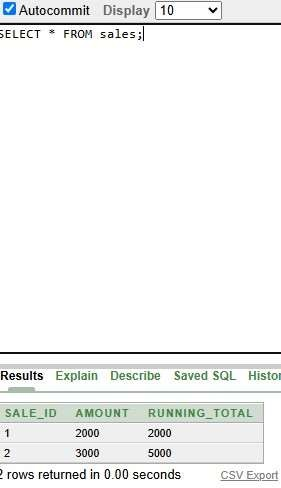 Autocommit Display 10
SELECT * FROM sales;
Results Explain Describe Saved SQL Histor
SALE_ID AMOUNT RUNNING_TOTAL
1 2000 2000
2 3000 5000
2 rows returned in 0.00 seconds CSV Export